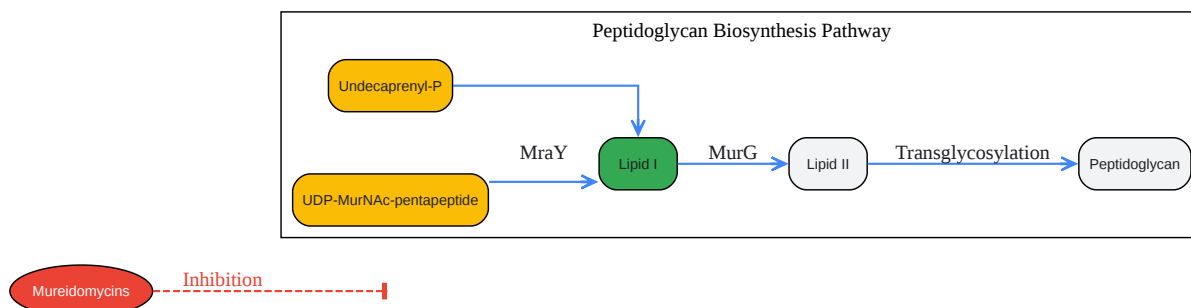 Peptidoglycan Biosynthesis Pathway
Undecaprenyl-P
MraY
Lipid I
MurG
Lipid II
Transglycosylation
Peptidoglycan
UDP-MurNAc-pentapeptide
Mureidomycins
Inhibition